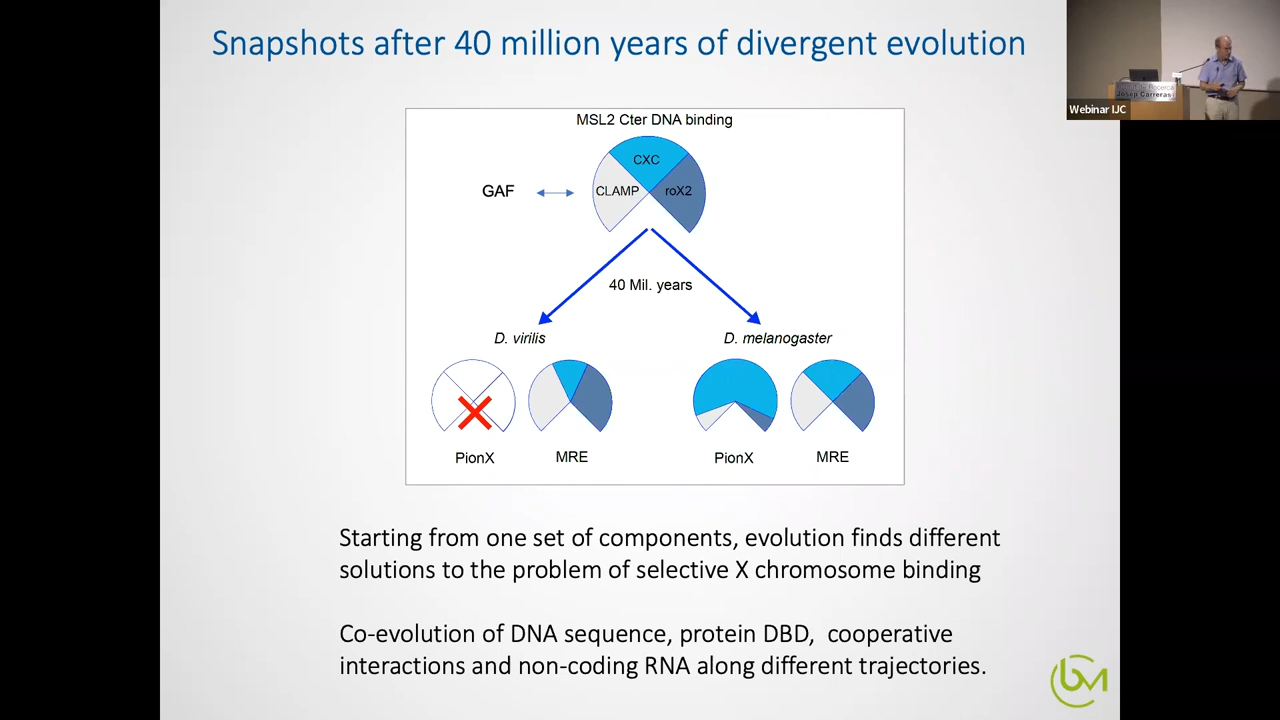 Snapshots after 40 million years of divergent evolution
Josep Carreras
Webinar IJC
MSL2 Cter DNA binding
CXC
GAF
CLAMP
roX2
40 Mil. years
D. virilis
D. melanogaster
PionX
MRE
PionX
MRE
Starting from one set of components, evolution finds different
solutions to the problem of selective X chromosome binding
Co-evolution of DNA sequence, protein DBD, cooperative
interactions and non-coding RNA along different trajectories.
bm